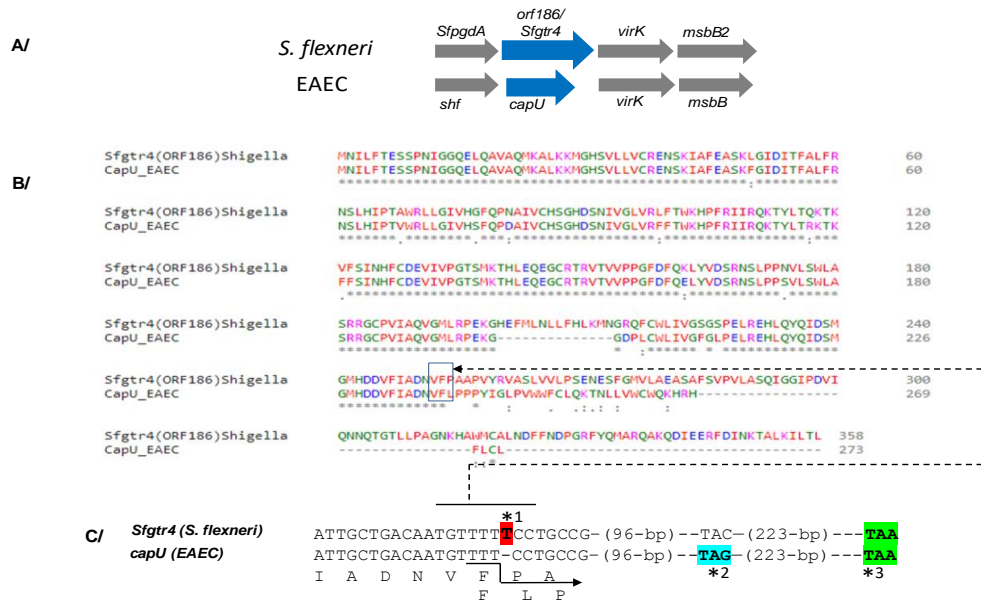 A/
orf186/
SfpgdA Sfgtr4 virK msbB2
S. flexneri
EAEC
shf capU virK msbB
B/
Sfgtr4(ORF186)Shigella MNILFTESSPNIGGQELQAVAQMKALKKMGHSVLLVCRENSKIAFEASKLGIDITFALFR 60
CapU_EAEC MNILFTESSPNIGGQELQAVAQMKALKKMGHSVLLVCRENSKIAFEASKFGIDITFALFR 60
Sfgtr4(ORF186)Shigella NSLHIPTAWRLLGIVHGFQPNAIVCHSGHDSNIVGLVRLFTWKHPFRIIRQKTYLTQKTK 120
CapU_EAEC NSLHIPTVWRLLGIVHSFQPDAIVCHSGHDSNIVGLVRFFTWKHPFRIIRQKTYLTRKTK 120
Sfgtr4(ORF186)Shigella VFSINHFCDEVIVPGTSMKTHLEQEGCRTRVTVVPPGFDFQKLYVDSRNSLPPNVLSWLA 180
CapU_EAEC FFSINHFCDEVIVPGTSMKTHLEQEGCRTRVTVVPPGFDFQELYVDSRNSLPPSVLSWLA 180
Sfgtr4(ORF186)Shigella SRRGCPVIAQVGMLRPEKGHEFMLNLLFHLKMNGRQFCWLIVGSGSPELREHLQYQIDSM 240
CapU_EAEC SRRGCPVIAQVGMLRPEKG--------------GDPLCWLIVGFGLPELREHLQYQIDSM 226
Sfgtr4(ORF186)Shigella GMHDDVFIADNVFPAAPVYRVASLVVLPSENESFGMVLAEASAFSVPVLASQIGGIPDVI 300
CapU_EAEC GMHDDVFIADNVFLPPPYIGLPVWWFCLQKTNLLVWCWQKHRH----------------- 269
Sfgtr4(ORF186)Shigella QNNQTGTLLPAGNKHAWMCALNDFFNDPGRFYQMARQAKQDIEERFDINKTALKILTL 358
CapU_EAEC ----------------FLCL-------------------------------------- 273
C/
*1
Sfgtr4 (S. flexneri) ATTGCTGACAATGTTTTTCCTGCCG—(96-bp)—TAC—(223-bp)—--TAA
capU (EAEC) ATTGCTGACAATGTTTT-CCTGCCG—(96-bp)—TAG—(223-bp)—--TAA
*2 *3
I A D N V F P A
F L P